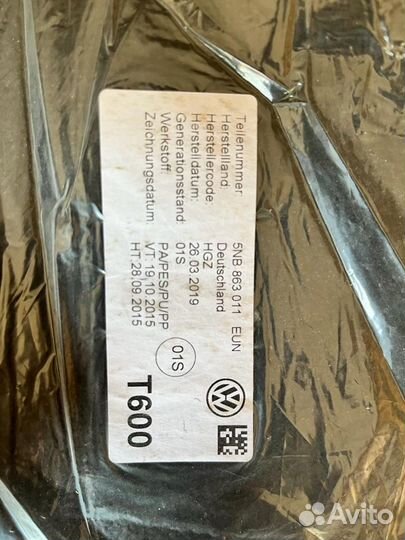 Teilenummer: 5NB 863 011 EUN
Herstellland: Deutschland
Herstellercode: HGZ
Herstelldatum: 26.03.2019
Generationsstand: 01S
Werkstoff: PA/PES/PU/PP
Zeichnungsdatum: VT:19.10.2015
HT:28.09.2015
01S
T600
Avito